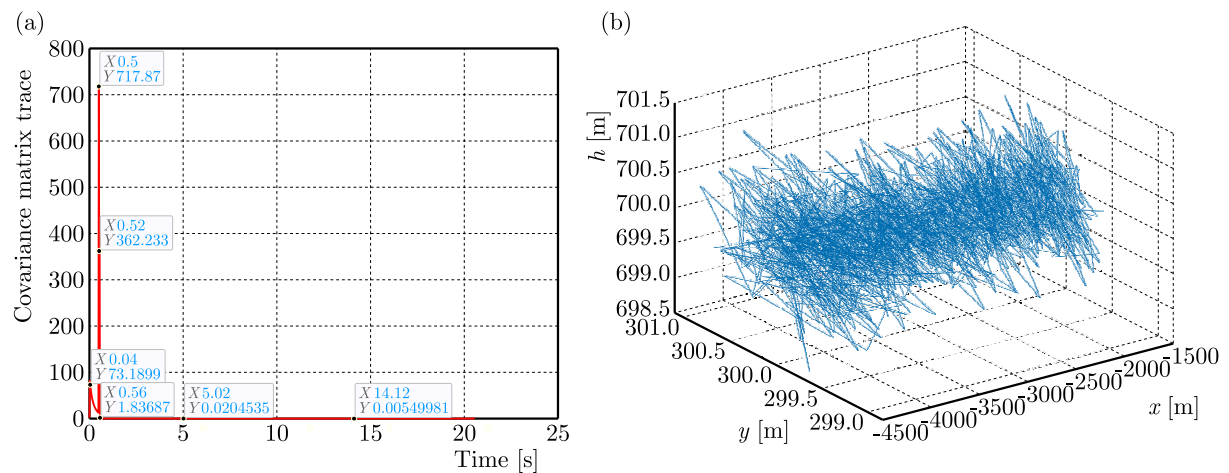 (a)
800
700
600
500
400
300
200
100
0
Covariance matrix trace
X 0.5
Y 717.87
X 0.52
Y 362.233
X 0.04
Y 73.1899
X 0.56
Y 1.83687
X 5.02
Y 0.0204535
X 14.12
Y 0.00549981
0 5 10 15 20 25
Time [s]
(b)
h [m]
701.5
701.0
700.5
700.0
699.5
699.0
698.5
301.0
300.5
300.0
299.5
299.0
y [m]
-4500
-4000
-3500
-3000
-2500
-2000
-1500
x [m]